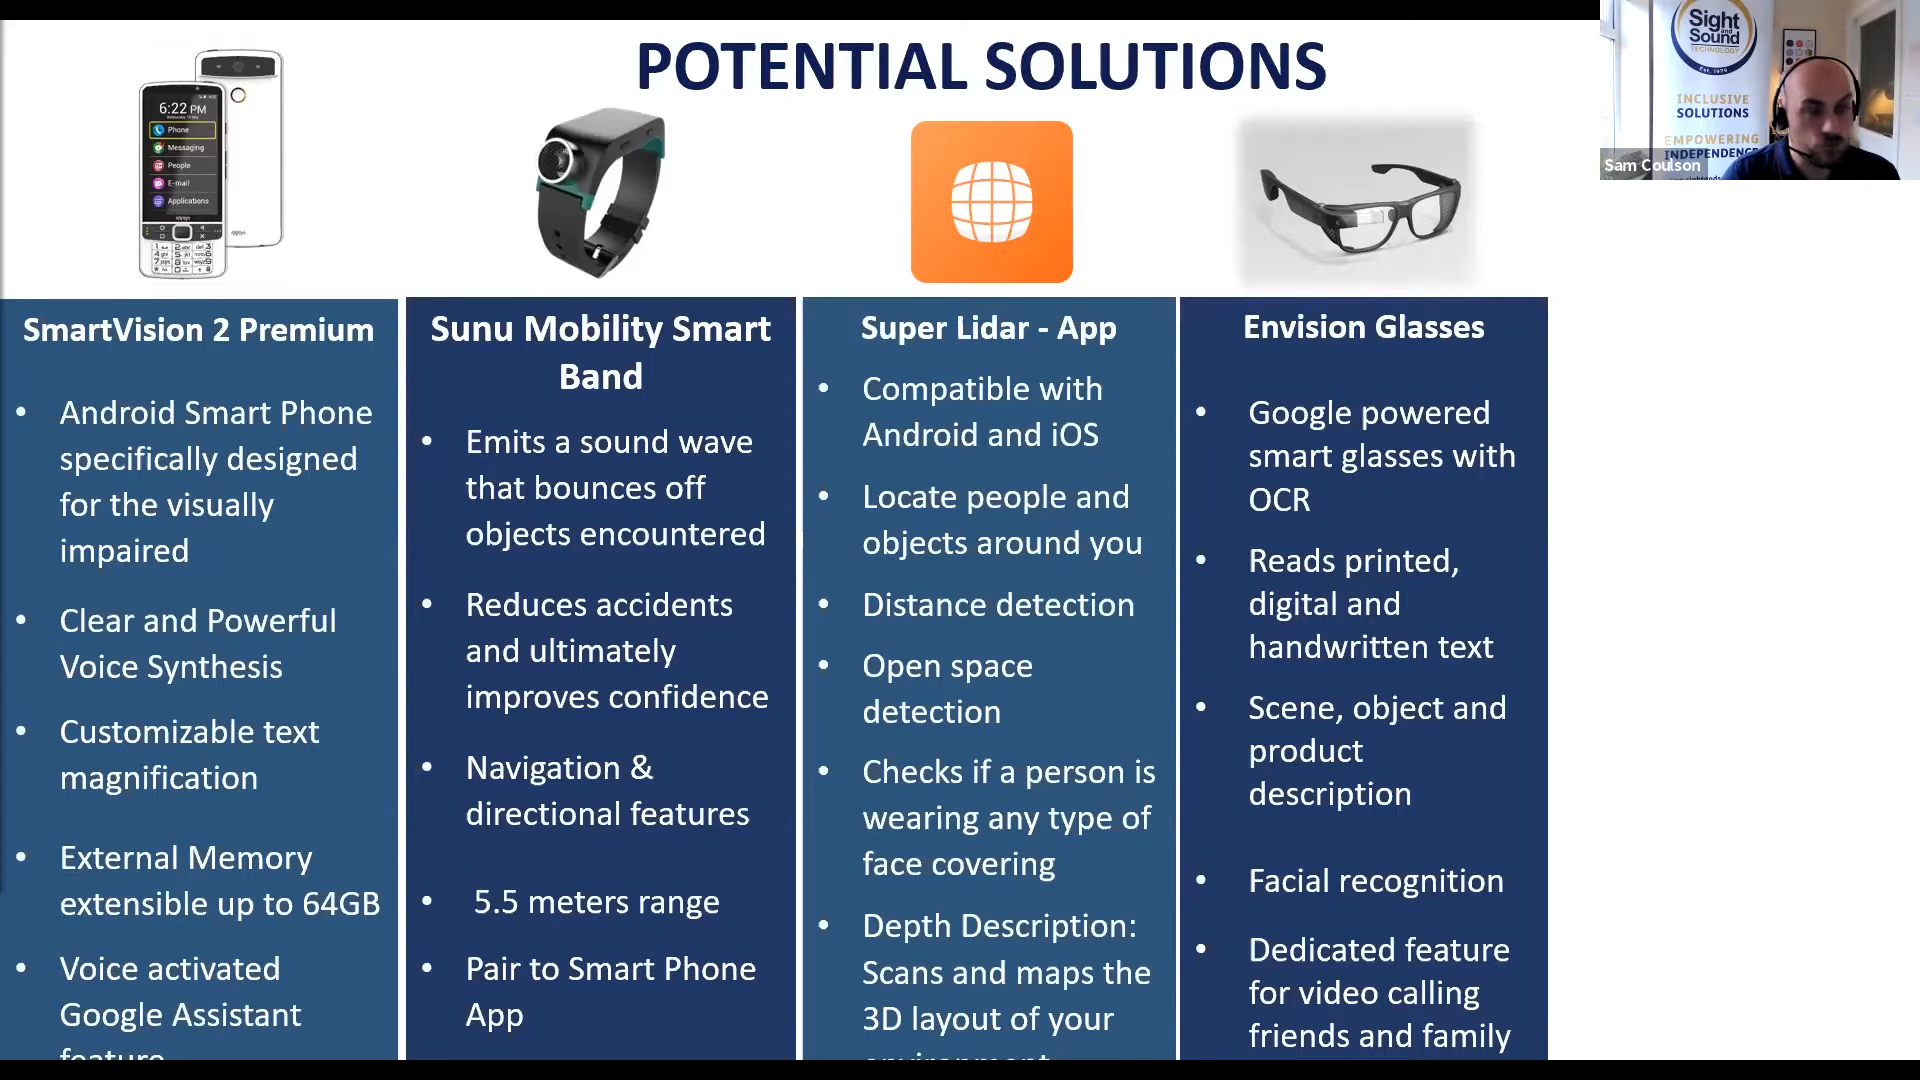 POTENTIAL SOLUTIONS
6:22 PM
Phone
Messaging
People
E-mail
Applications
Sight
and
Sound
TECHNOLOGY
Est. 1979
INCLUSIVE
SOLUTIONS
EMPOWERING
INDEPENDENCE
Sam Coulson
SmartVision 2 Premium
• Android Smart Phone
specifically designed
for the visually
impaired
• Clear and Powerful
Voice Synthesis
• Customizable text
magnification
• External Memory
extensible up to 64GB
• Voice activated
Google Assistant
feature
Sunu Mobility Smart
Band
• Emits a sound wave
that bounces off
objects encountered
• Reduces accidents
and ultimately
improves confidence
• Navigation &
directional features
• 5.5 meters range
• Pair to Smart Phone
App
Super Lidar - App
• Compatible with
Android and iOS
• Locate people and
objects around you
• Distance detection
• Open space
detection
• Checks if a person is
wearing any type of
face covering
• Depth Description:
Scans and maps the
3D layout of your
environment
Envision Glasses
• Google powered
smart glasses with
OCR
• Reads printed,
digital and
handwritten text
• Scene, object and
product
description
• Facial recognition
• Dedicated feature
for video calling
friends and family